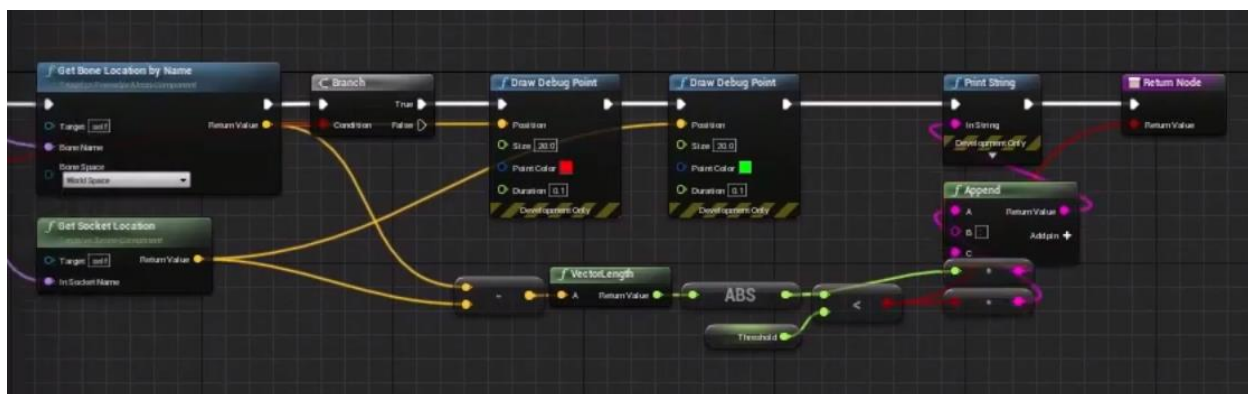 f Get Bone Location by Name
Target self
Return Value
Bone Name
Bone Space
World Space
f Get Socket Location
Target self
Return Value
In Socket Name
Branch
True
Condition
False
f Draw Debug Point
Position
Size 20.0
Point Color
Duration 0.1
Development Only
f Draw Debug Point
Position
Size 20.0
Point Color
Duration 0.1
Development Only
-
f VectorLength
A
Return Value
ABS
Threshold
<
f Print String
In String
Development Only
f Append
A
Return Value
B
Add pin +
C
Return Node
Return Value